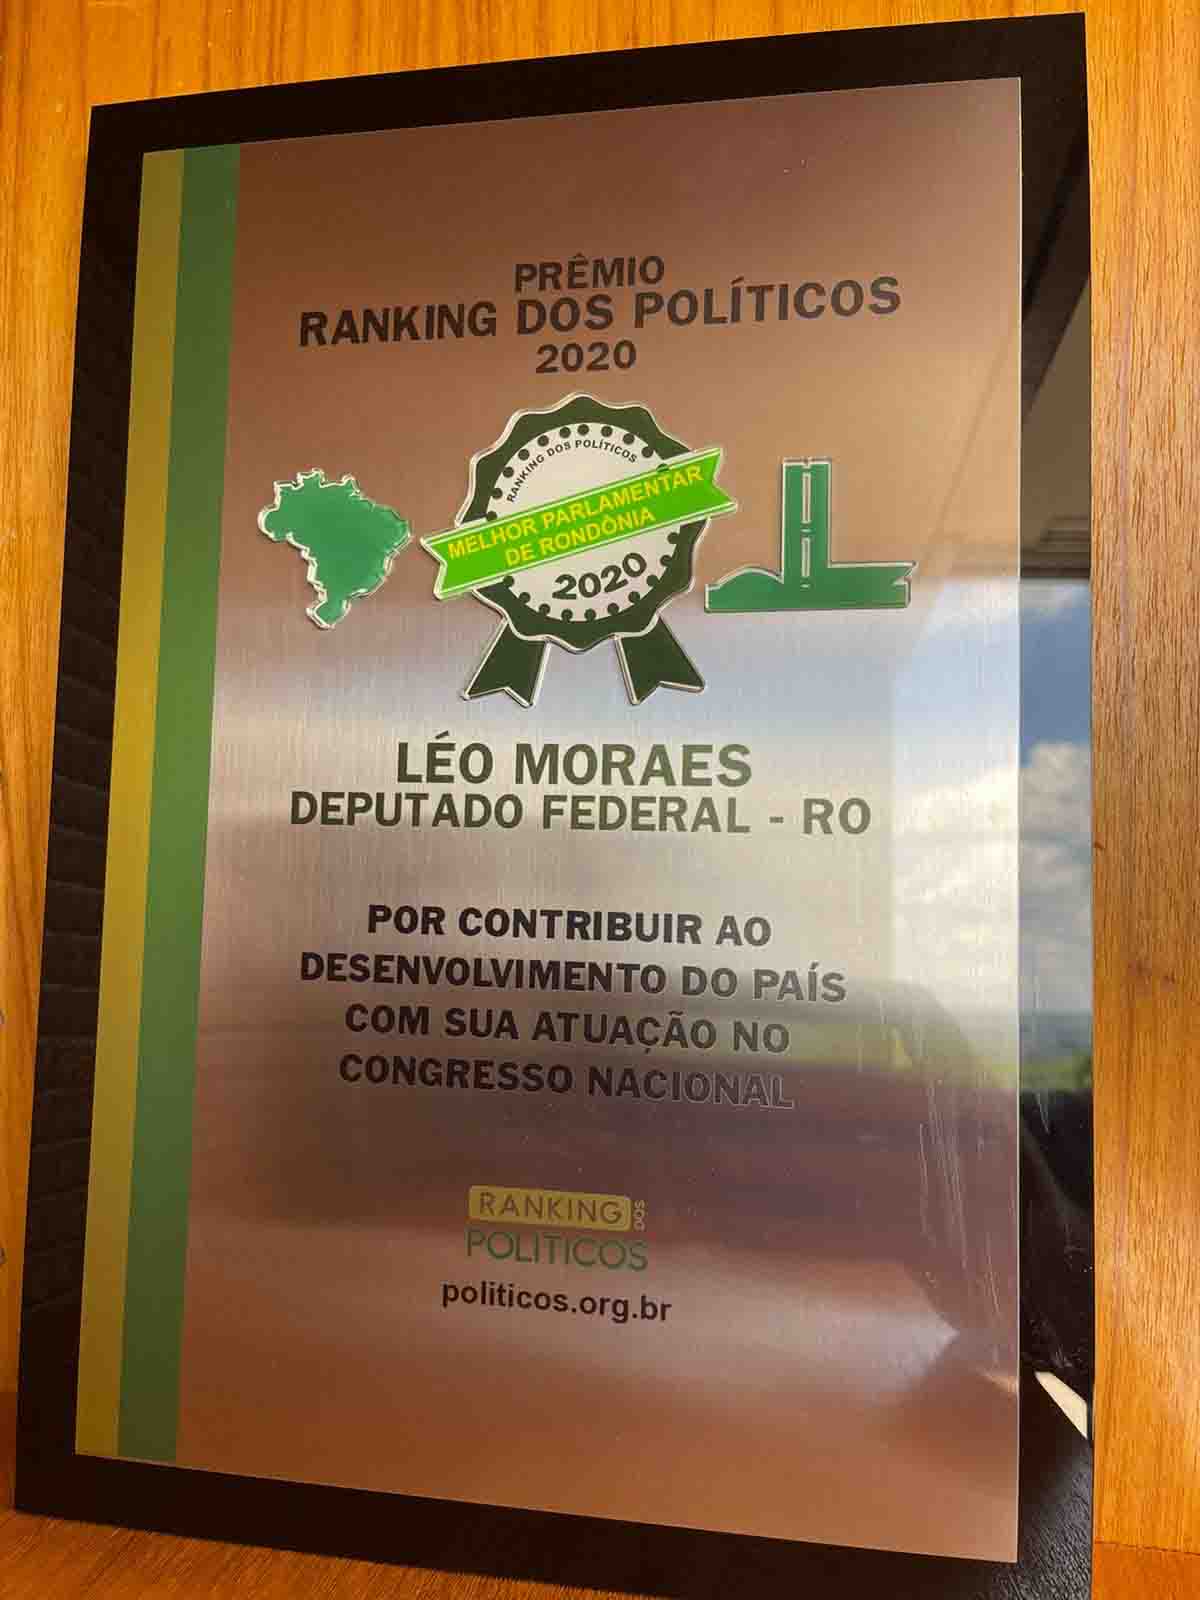 PRÊMIO
RANKING DOS POLÍTICOS
2020
RANKING DOS POLÍTICOS
MELHOR PARLAMENTAR
DE RONDÔNIA
2020
LÉO MORAES
DEPUTADO FEDERAL - RO
POR CONTRIBUIR AO
DESENVOLVIMENTO DO PAÍS
COM SUA ATUAÇÃO NO
CONGRESSO NACIONAL
RANKING DOS
POLÍTICOS
politicos.org.br